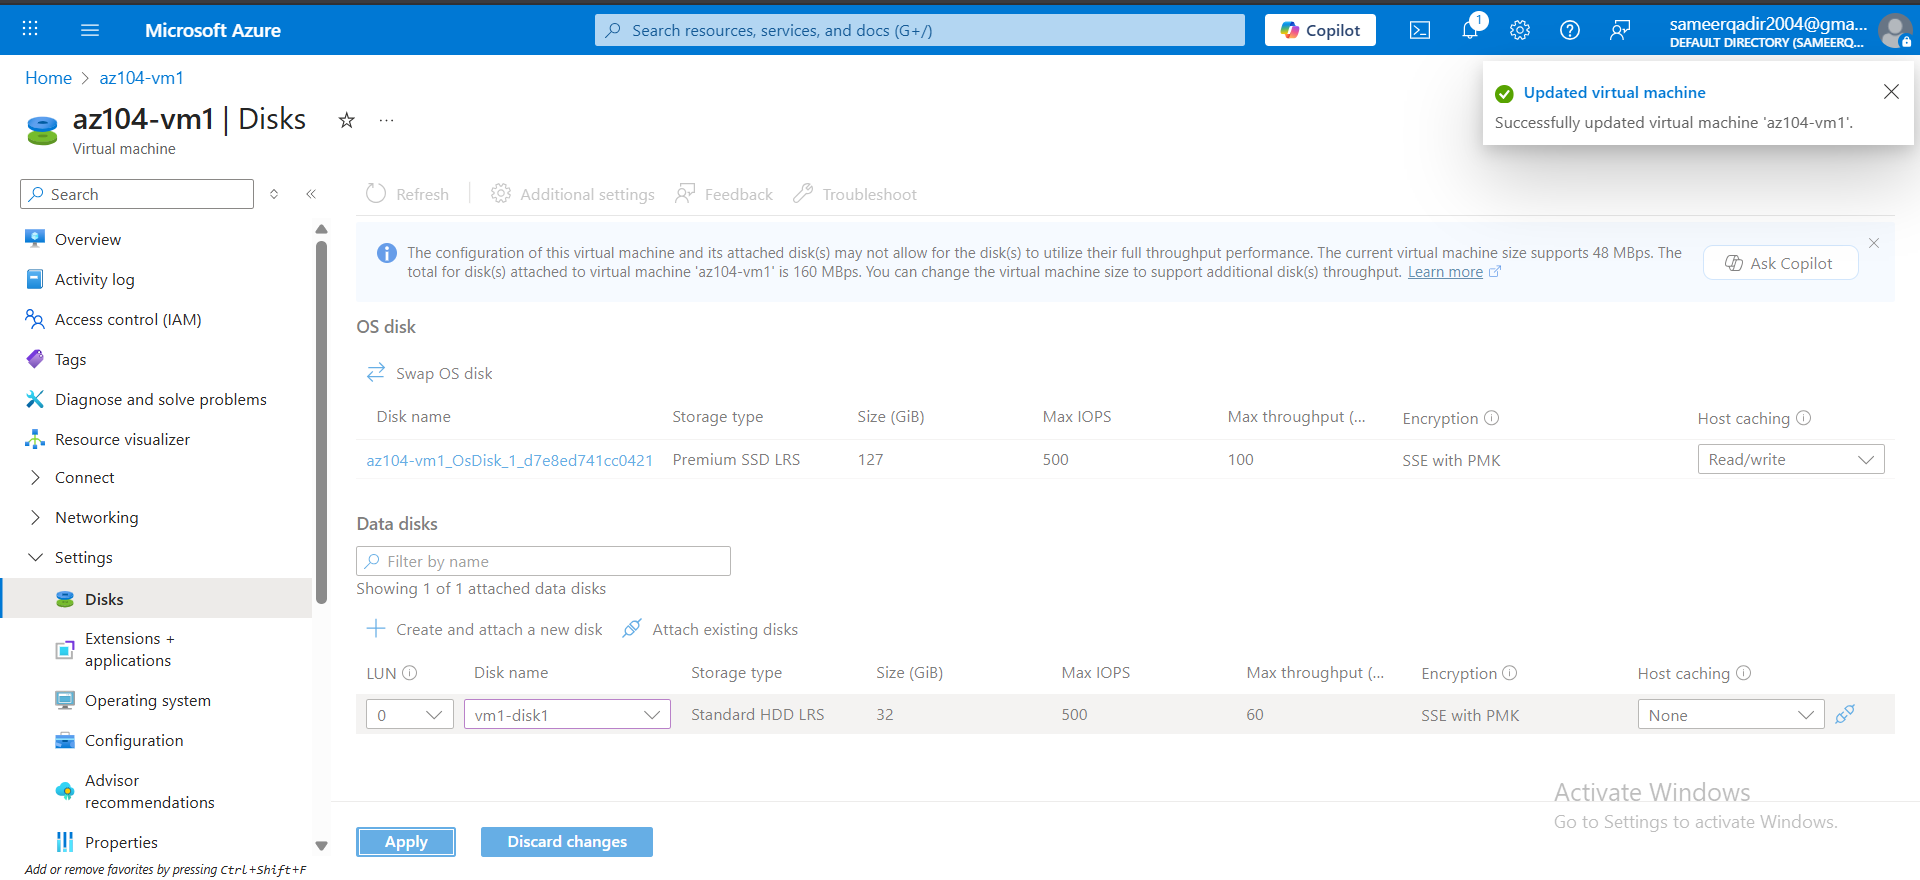 Microsoft Azure
Search resources, services, and docs (G+/)
Copilot
1
sameerqadir2004@gma...
DEFAULT DIRECTORY (SAMEERQ...
Home > az104-vm1
Updated virtual machine
Successfully updated virtual machine 'az104-vm1'.
az104-vm1 | Disks
...
Virtual machine
Search
Refresh
Additional settings
Feedback
Troubleshoot
Overview
Activity log
Access control (IAM)
Tags
Diagnose and solve problems
Resource visualizer
Connect
Networking
Settings
Disks
Extensions +
applications
Operating system
Configuration
Advisor
recommendations
Properties
Add or remove favorites by pressing Ctrl+Shift+F
The configuration of this virtual machine and its attached disk(s) may not allow for the disk(s) to utilize their full throughput performance. The current virtual machine size supports 48 MBps. The
total for disk(s) attached to virtual machine 'az104-vm1' is 160 MBps. You can change the virtual machine size to support additional disk(s) throughput. Learn more
Ask Copilot
OS disk
Swap OS disk
Disk name Storage type Size (GiB) Max IOPS Max throughput (... Encryption Host caching
az104-vm1_OsDisk_1_d7e8ed741cc0421 Premium SSD LRS 127 500 100 SSE with PMK Read/write
Data disks
Filter by name
Showing 1 of 1 attached data disks
Create and attach a new disk
Attach existing disks
LUN Disk name Storage type Size (GiB) Max IOPS Max throughput (... Encryption Host caching
0 vm1-disk1 Standard HDD LRS 32 500 60 SSE with PMK None
Apply
Discard changes
Activate Windows
Go to Settings to activate Windows.